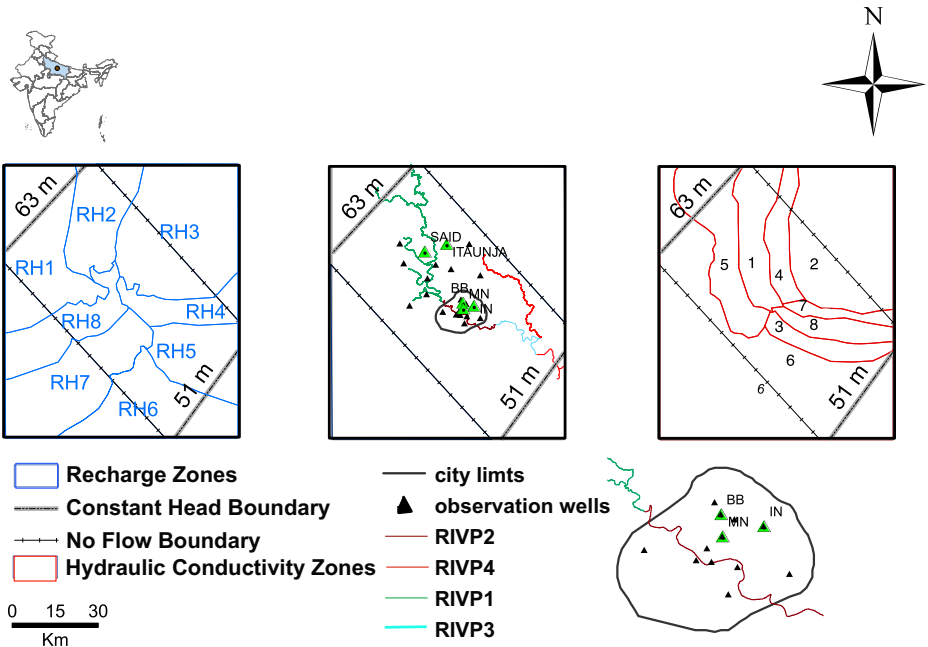 N
63 m
RH2
RH3
RH1
RH4
RH8
RH5
RH7
51 m
RH6
63 m
SAID
ITAUNJA
BB
MN
IN
51 m
63 m
5
1
4
2
7
3
8
6
6
51 m
Recharge Zones
Constant Head Boundary
No Flow Boundary
Hydraulic Conductivity Zones
0 15 30
Km
city limts
observation wells
RIVP2
RIVP4
RIVP1
RIVP3
BB
IN
MN